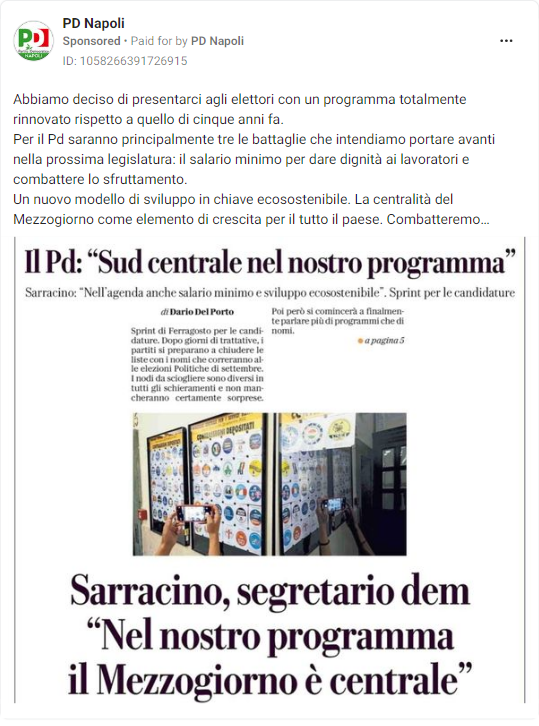 PD Napoli
Sponsored • Paid for by PD Napoli
ID: 1058266391726915
Abbiamo deciso di presentarci agli elettori con un programma totalmente
rinnovato rispetto a quello di cinque anni fa.
Per il Pd saranno principalmente tre le battaglie che intendiamo portare avanti
nella prossima legislatura: il salario minimo per dare dignità ai lavoratori e
combattere lo sfruttamento.
Un nuovo modello di sviluppo in chiave ecosostenibile. La centralità del
Mezzogiorno come elemento di crescita per il tutto il paese. Combatteremo…
Il Pd: “Sud centrale nel nostro programma”
Sarracino: “Nell'agenda anche salario minimo e sviluppo ecosostenibile”. Sprint per le candidature
di Dario Del Porto
Sprint di Ferragosto per le candi-
dature. Dopo giorni di trattative, i
partiti si preparano a chiudere le
liste con i nomi che correranno al-
le elezioni Politiche di settembre.
I nodi da sciogliere sono diversi in
tutti gli schieramenti e non man-
cheranno certamente sorprese.
Poi però si comincerà a finalmen-
te parlare più di programmi che di
nomi.
a pagina 5
Sarracino, segretario dem
“Nel nostro programma
il Mezzogiorno è centrale”